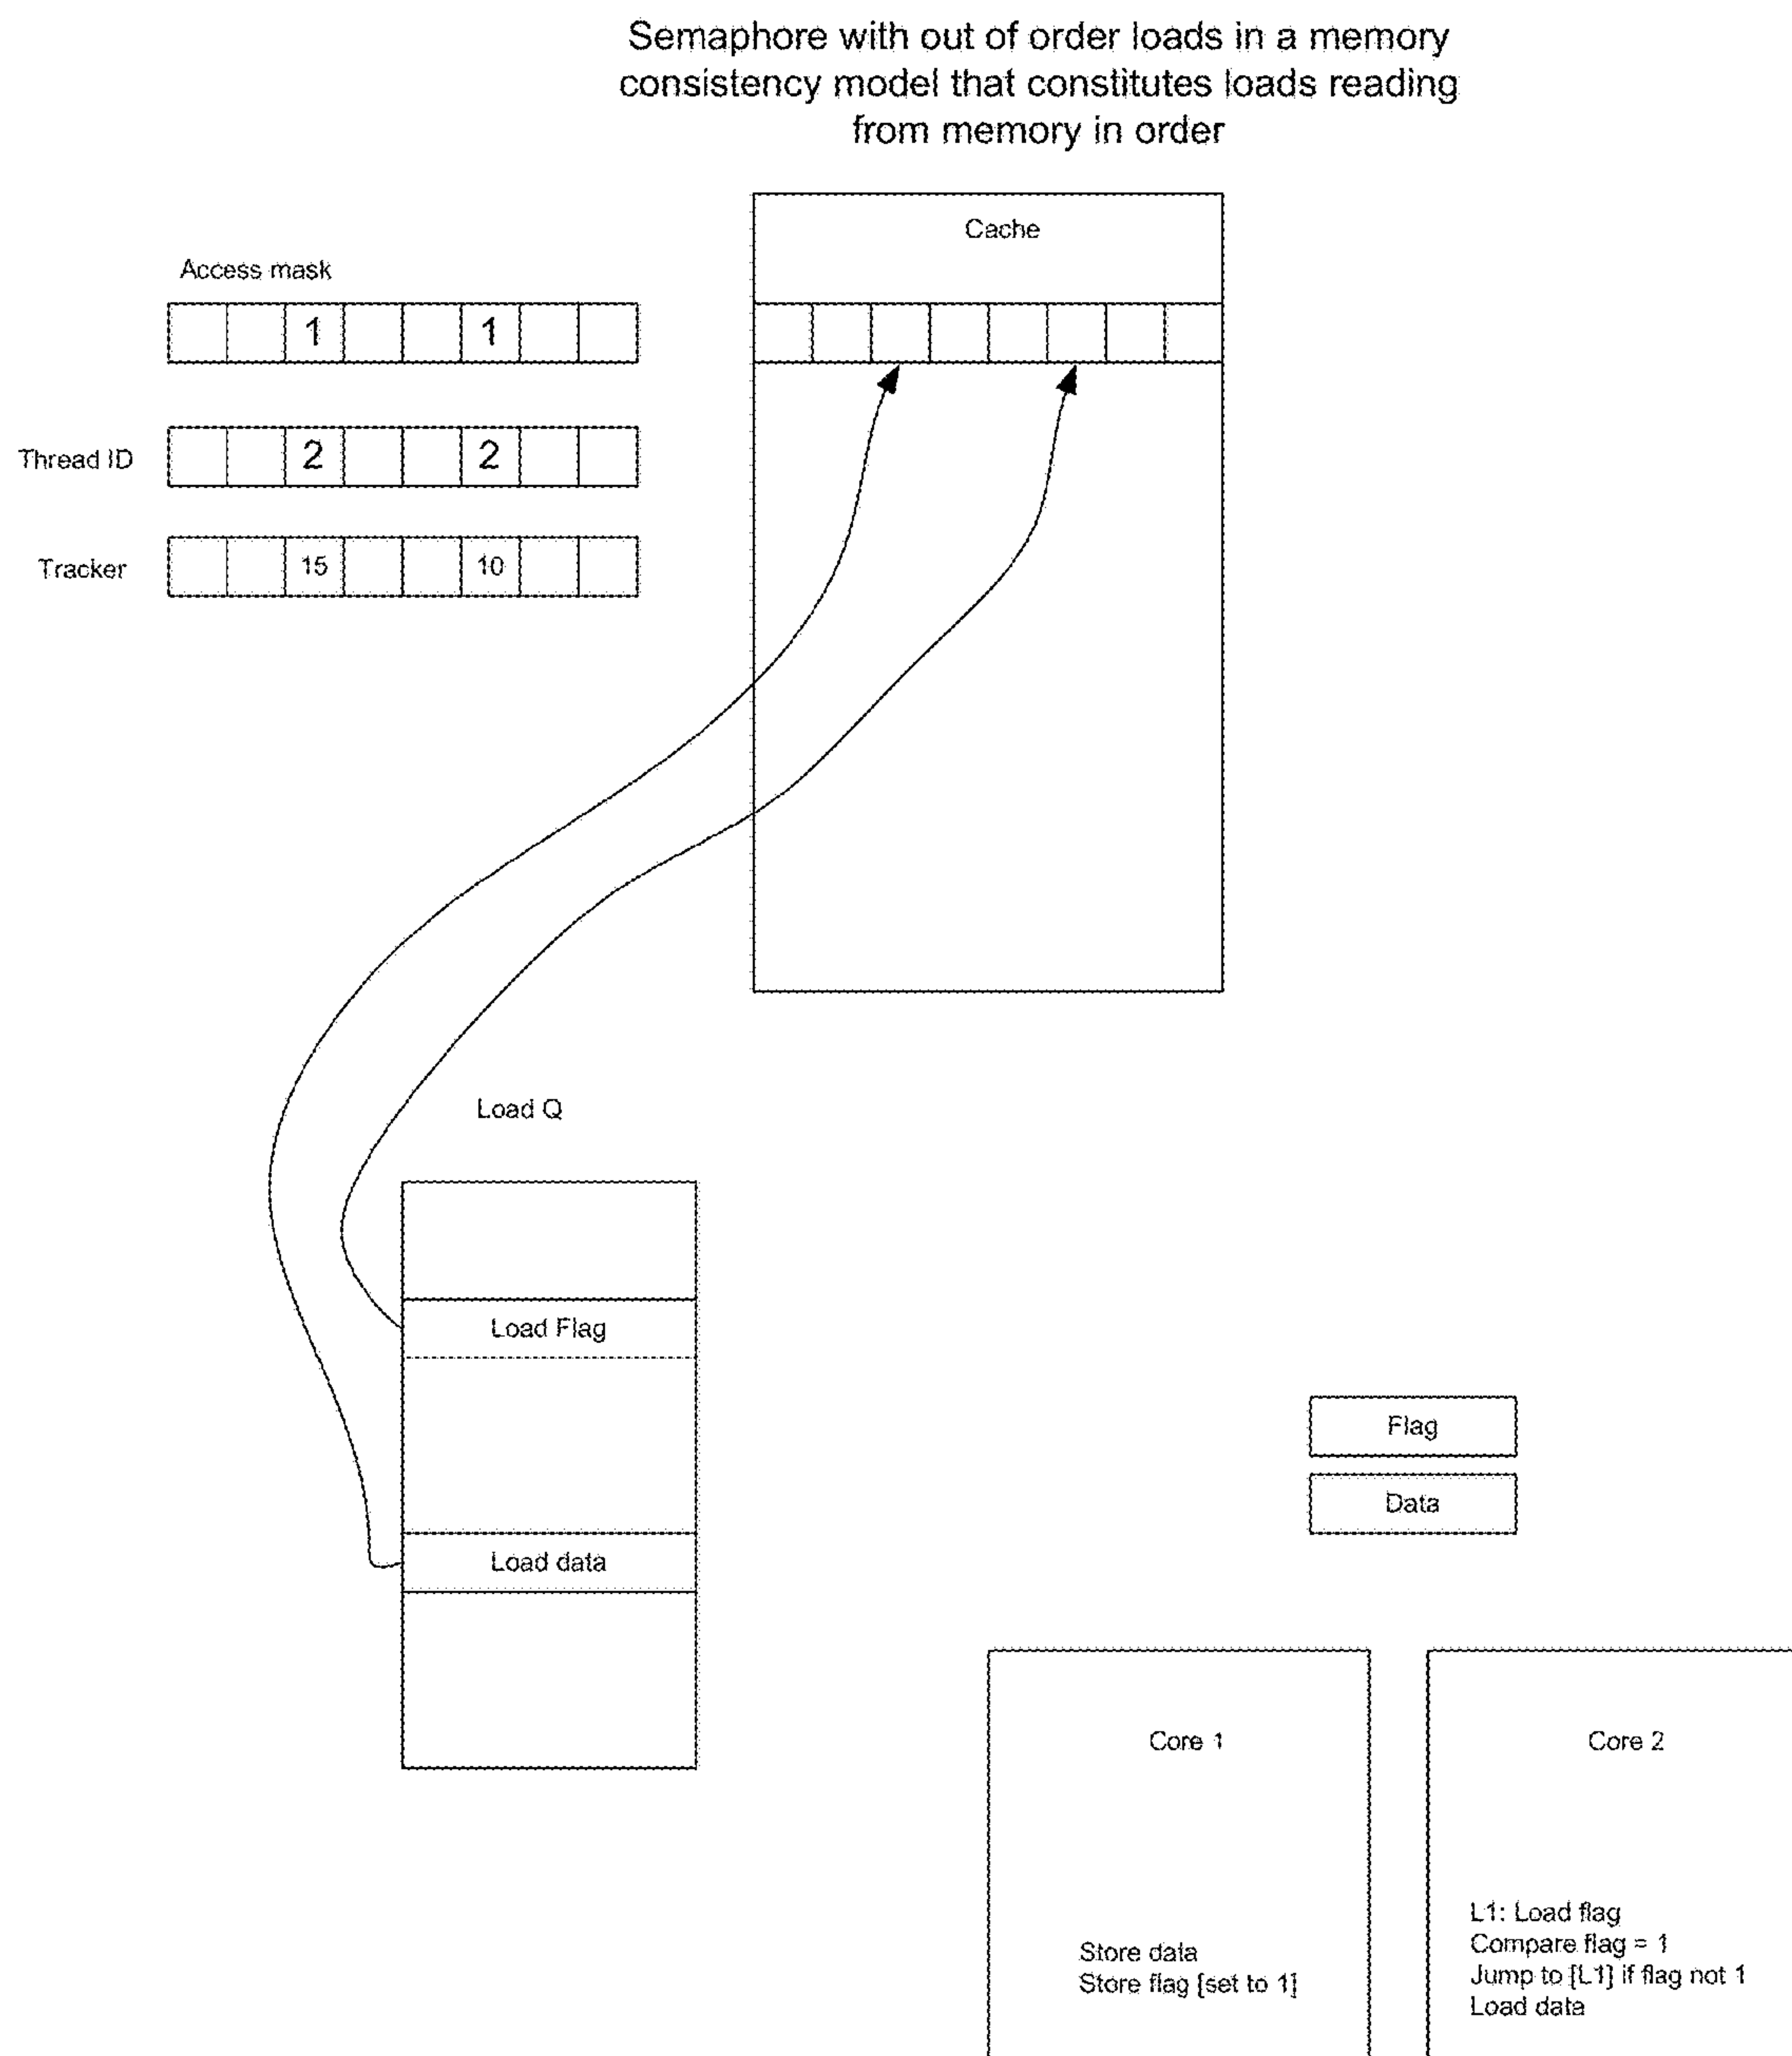 Semaphore with out of order loads in a memory
consistency model that constitutes loads reading
from memory in order
Cache
Access mask
1 1
Thread ID 2 2
Tracker 15 10
Load Q
Load Flag
Load data
Flag
Data
Core 1
Store data
Store flag [set to 1]
Core 2
L1: Load flag
Compare flag = 1
Jump to [L1] if flag not 1
Load data